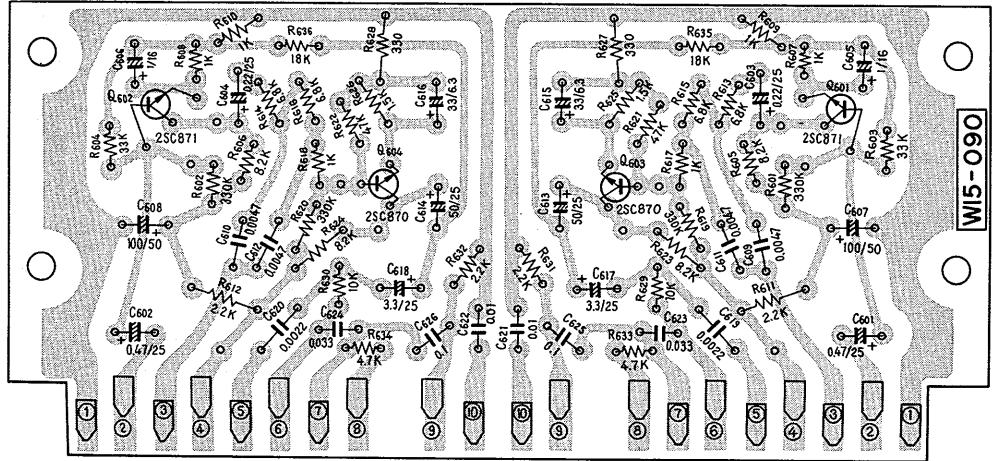 R610
1K
R636
18K
R628
330
R627
330
R635
18K
R609
1K
C606
1/16
R608
1K
C604
0.22/25
R614
6.8K
R616
6.8K
R626
1.5K
C616
33/6.3
C615
33/6.3
R625
1.5K
R615
6.8K
R613
6.8K
C603
0.22/25
R607
1K
C605
1/16
Q602
2SC871
Q601
2SC871
R604
33K
R606
8.2K
R618
1K
R622
47K
Q604
2SC870
R621
47K
Q603
2SC870
R617
1K
R605
8.2K
R603
33K
W15-090
R602
330K
C614
50/25
C613
50/25
R601
330K
C608
100/50
C610
0.0047
C612
0.0047
R620
330K
R624
8.2K
R619
330K
R623
8.2K
C611
C609
0.0047
0.0047
C607
100/50
R612
2.2K
R630
10K
C618
3.3/25
R632
2.2K
R631
2.2K
C617
3.3/25
R629
10K
R611
2.2K
C602
0.47/25
C620
0.0022
C624
0.033
R634
4.7K
C626
0.1
C622
0.01
C621
0.01
C625
0.1
R633
4.7K
C623
0.033
C619
0.0022
C601
0.47/25
① ② ③ ④ ⑤ ⑥ ⑦ ⑧ ⑨ ⑩ ⑩ ⑨ ⑧ ⑦ ⑥ ⑤ ④ ③ ② ①